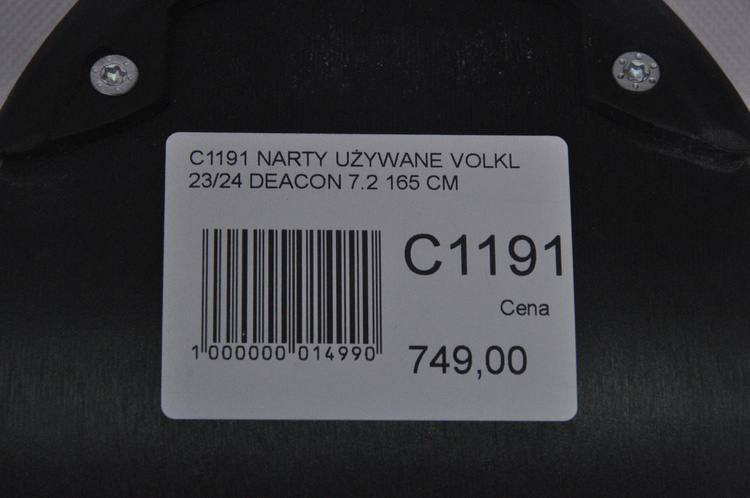 C1191 NARTY UŻYWANE VOLKL
23/24 DEACON 7.2 165 CM
C1191
Cena
1 000000 014990
749,00